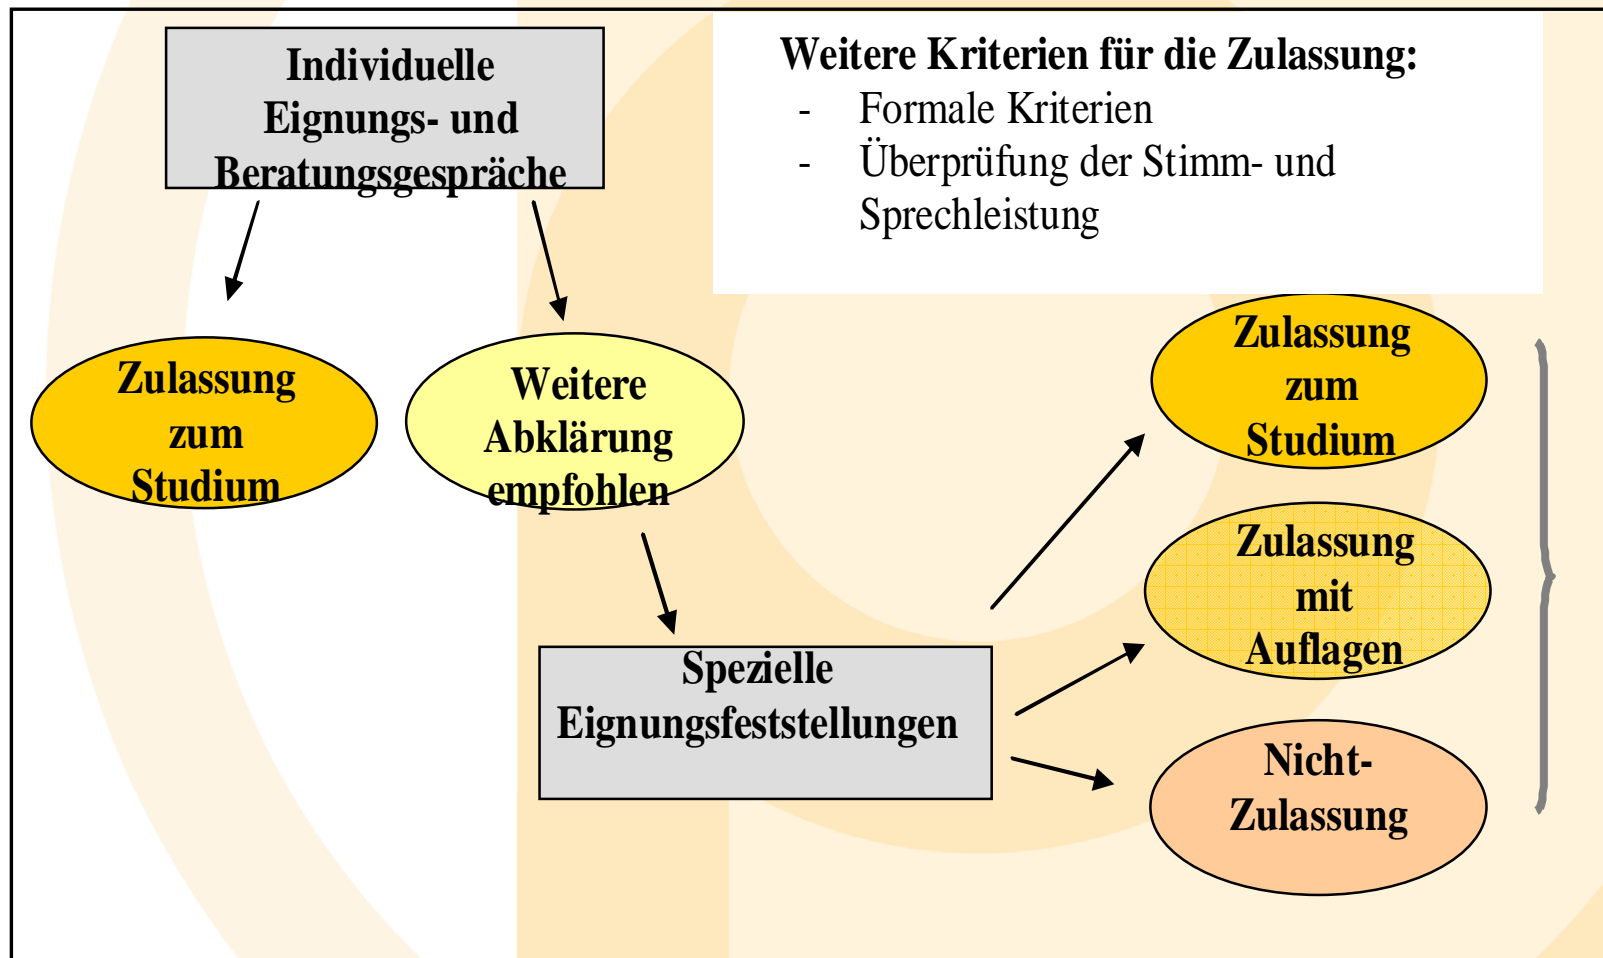 Individuelle
Eignungs- und
Beratungsgespräche
Weitere Kriterien für die Zulassung:
- Formale Kriterien
- Überprüfung der Stimm- und
Sprechleistung
Zulassung
zum
Studium
Weitere
Abklärung
empfohlen
Zulassung
zum
Studium
Zulassung
mit
Auflagen
Spezielle
Eignungsfeststellungen
Nicht-
Zulassung